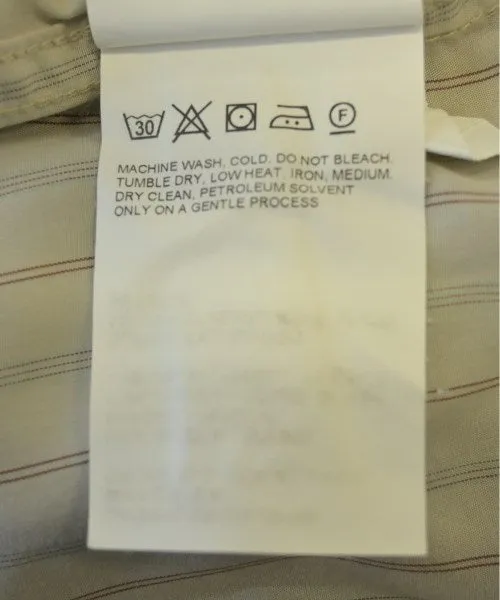 30 F
MACHINE WASH, COLD. DO NOT BLEACH.
TUMBLE DRY, LOW HEAT. IRON, MEDIUM.
DRY CLEAN, PETROLEUM SOLVENT
ONLY ON A GENTLE PROCESS